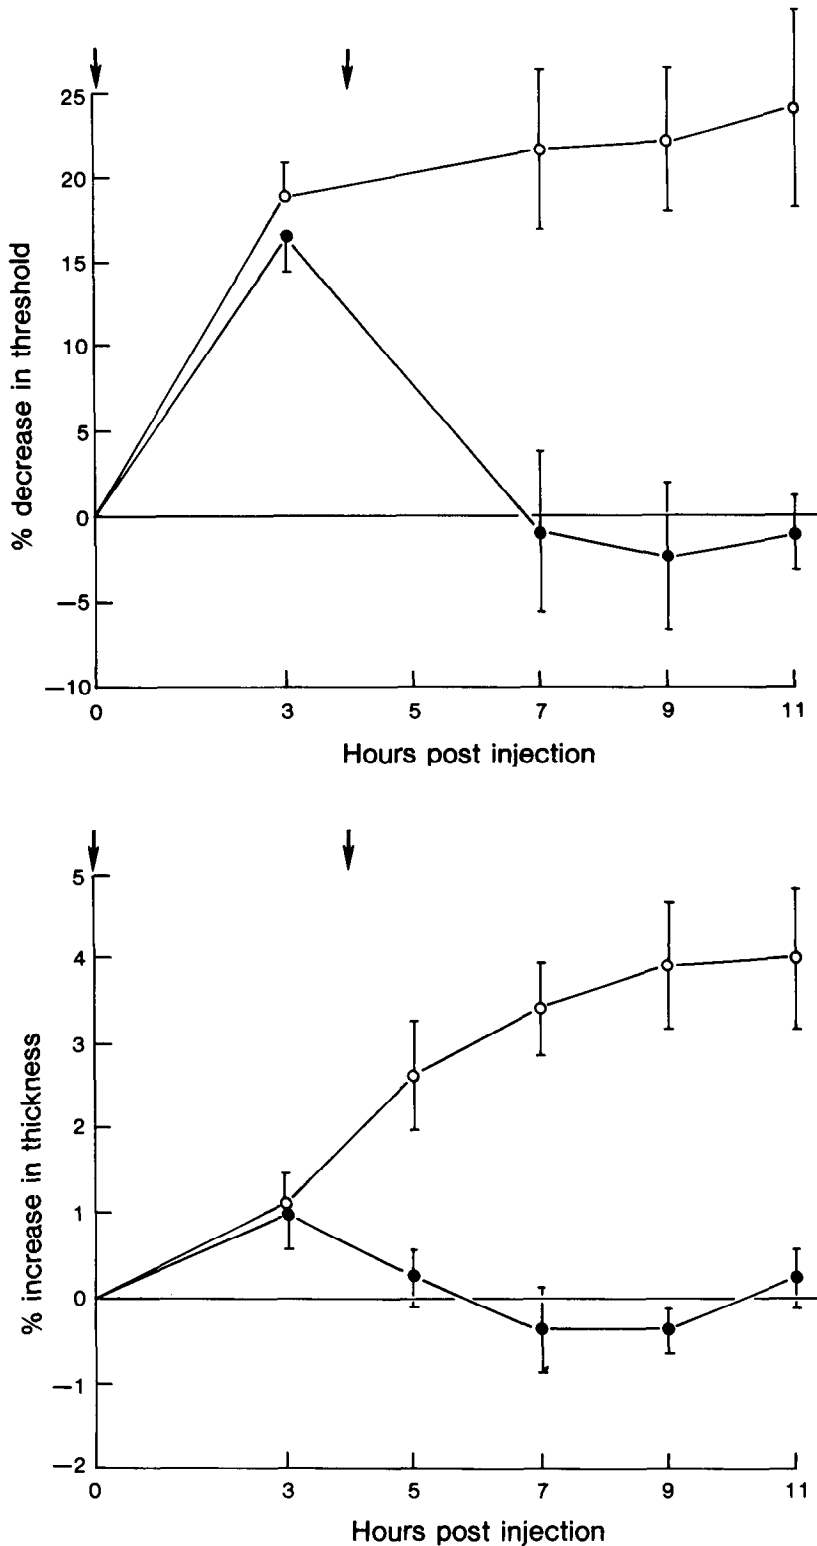 25
20
15
10
5
0
−5
−10
% decrease in threshold
0 3 5 7 9 11
Hours post injection
5
4
3
2
1
0
−1
−2
% increase in thickness
0 3 5 7 9 11
Hours post injection